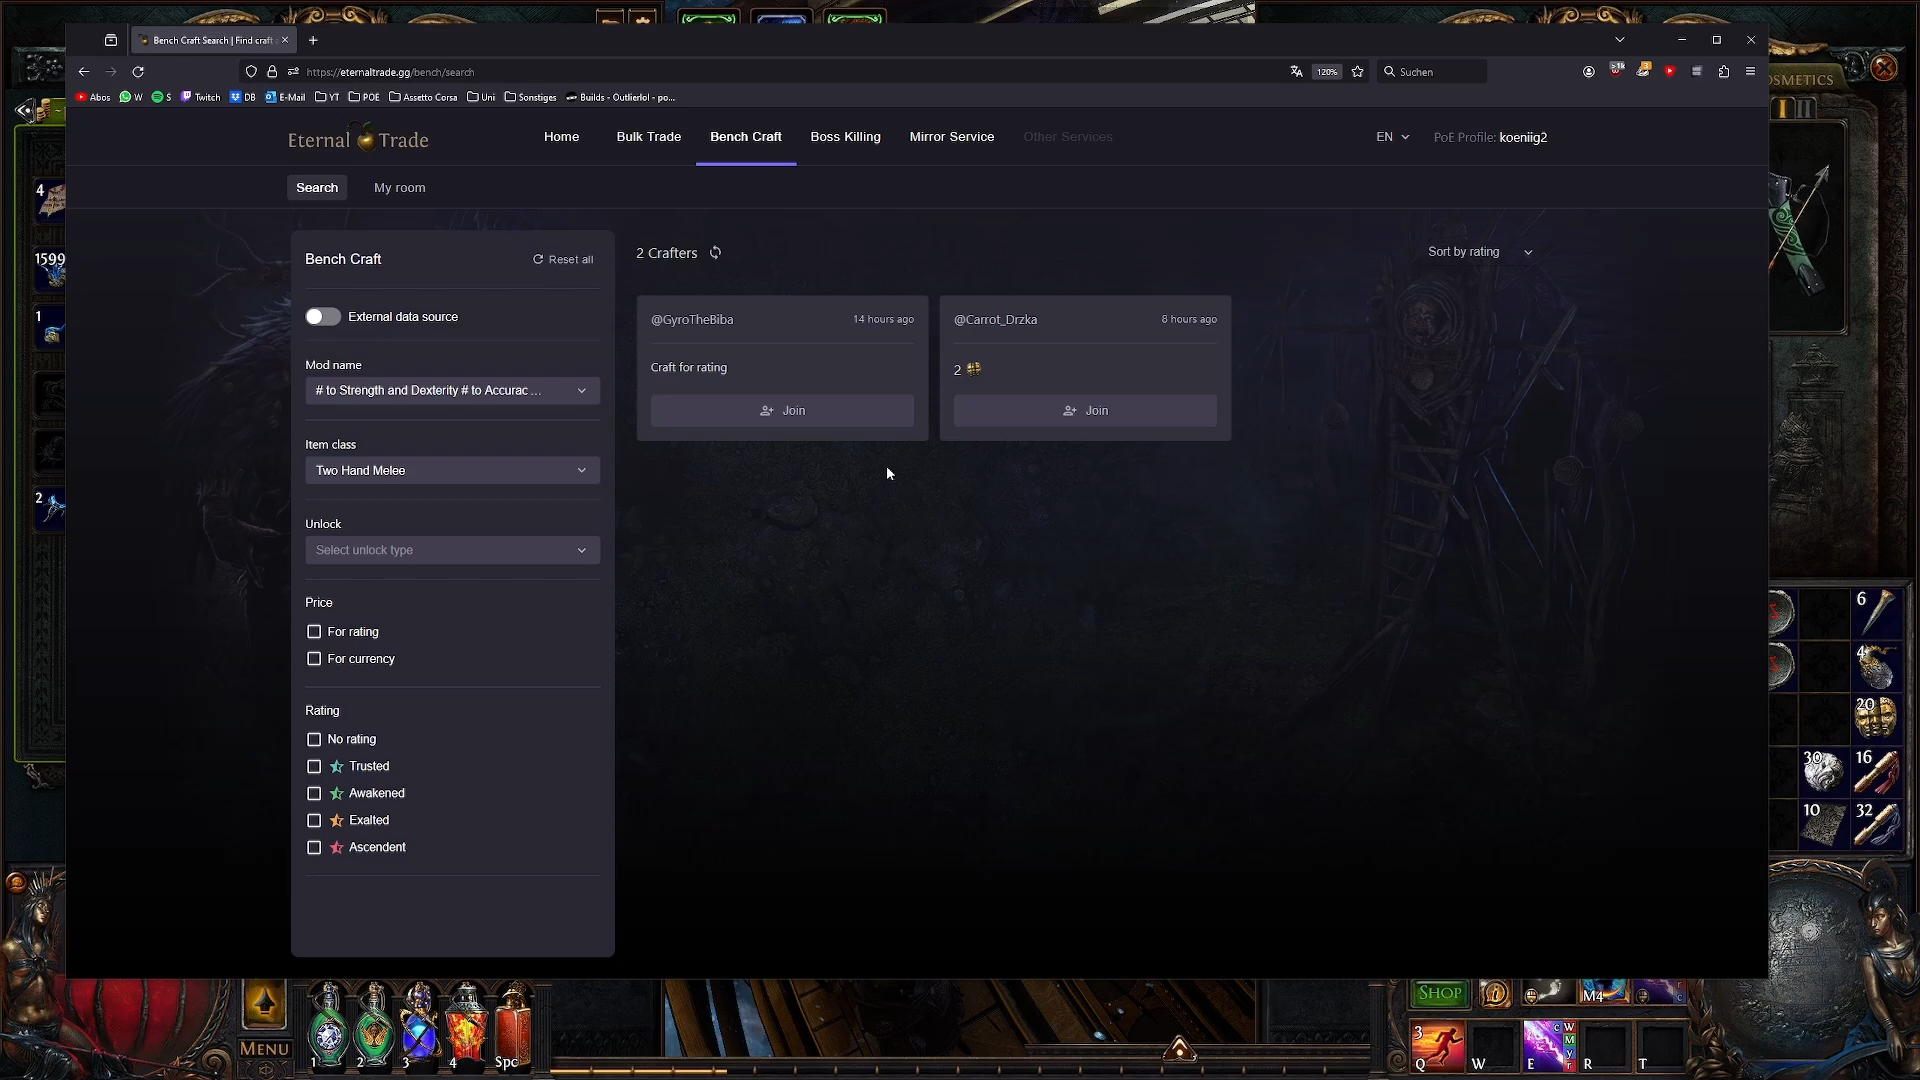 Bench Craft Search | Find craft
https://eternaltrade.gg/bench/search
120%
Suchen
>1k
3
Abos
W
S
Twitch
DB
E-Mail
YT
POE
Assetto Corsa
Uni
Sonstiges
Builds - Outlierlol - po...
OSMETICS
I II
Eternal Trade
Home
Bulk Trade
Bench Craft
Boss Killing
Mirror Service
Other Services
EN
PoE Profile: koeniig2
Search
My room
4
1599
1
2
Bench Craft
Reset all
External data source
Mod name
# to Strength and Dexterity # to Accurac ...
Item class
Two Hand Melee
Unlock
Select unlock type
Price
For rating
For currency
Rating
No rating
Trusted
Awakened
Exalted
Ascendent
2 Crafters
Sort by rating
@GyroTheBiba
14 hours ago
Craft for rating
Join
@Carrot_Drzka
8 hours ago
2
Join
6
4
20
30
16
10
32
MENU
1
2
3
4
Spc
SHOP
M4
3
Q
W
E
C W
M
R
T